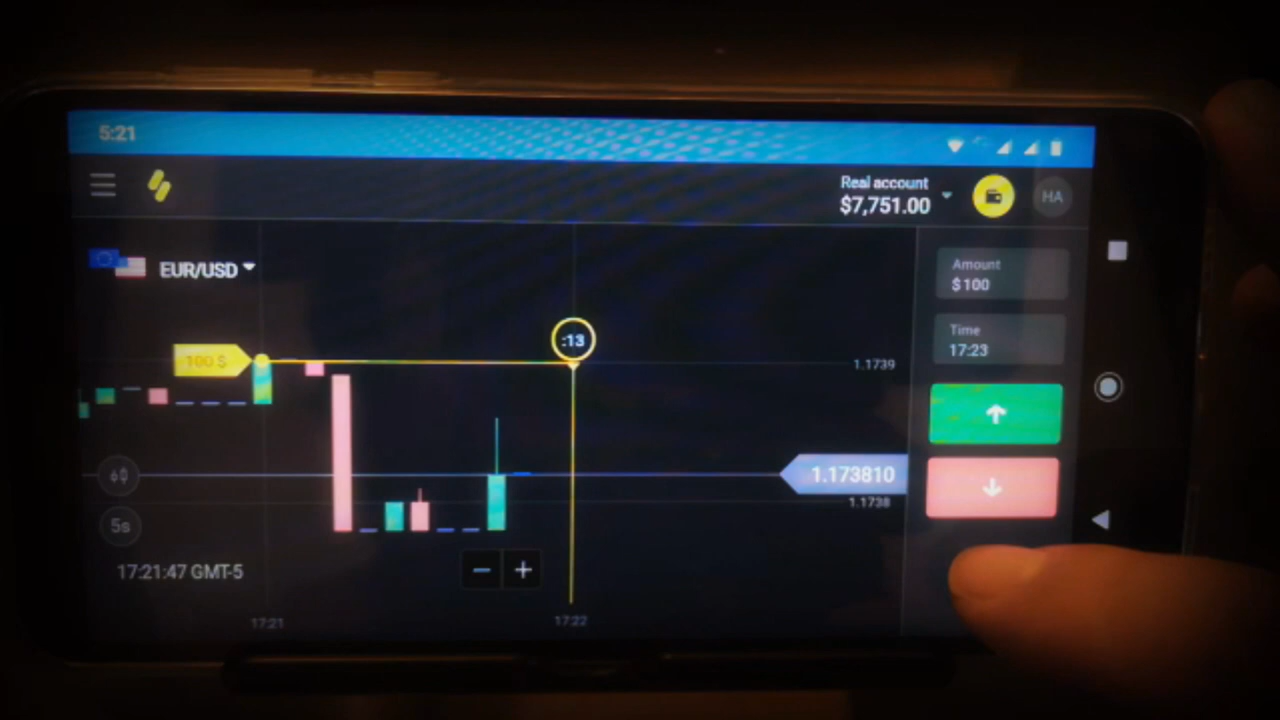 5:21
Real account
$7,751.00
HA
EUR/USD
Amount
$100
Time
17:23
100 $
:13
1.1739
1.173810
1.1738
5s
17:21:47 GMT-5
− +
17:21
17:22